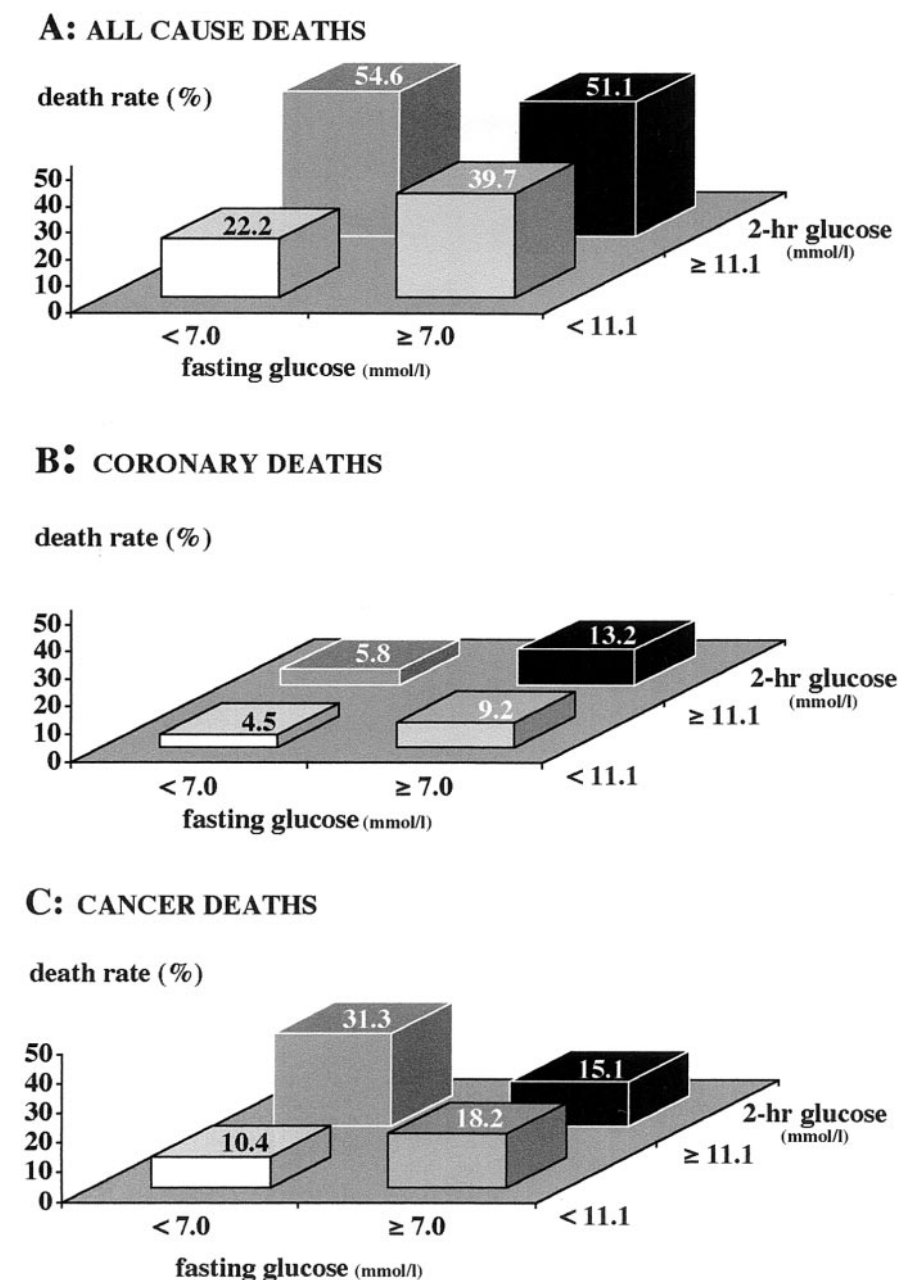 A: ALL CAUSE DEATHS
death rate (%)
54.6
51.1
50
40
30
20
10
0
39.7
22.2
2-hr glucose
(mmol/l)
≥ 11.1
< 11.1
< 7.0
≥ 7.0
fasting glucose (mmol/l)
B: CORONARY DEATHS
death rate (%)
50
40
30
20
10
0
5.8
13.2
4.5
9.2
2-hr glucose
(mmol/l)
≥ 11.1
< 11.1
< 7.0
≥ 7.0
fasting glucose (mmol/l)
C: CANCER DEATHS
death rate (%)
31.3
50
40
30
20
10
0
15.1
10.4
18.2
2-hr glucose
(mmol/l)
≥ 11.1
< 11.1
< 7.0
≥ 7.0
fasting glucose (mmol/l)